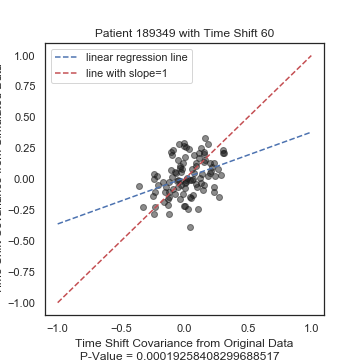 Patient 189349 with Time Shift 60
linear regression line
line with slope=1
1.00
0.75
0.50
0.25
0.00
−0.25
−0.50
−0.75
−1.00
−1.0
−0.5
0.0
0.5
1.0
Time Shift Covariance from Original Data
P-Value = 0.00019258408299688517